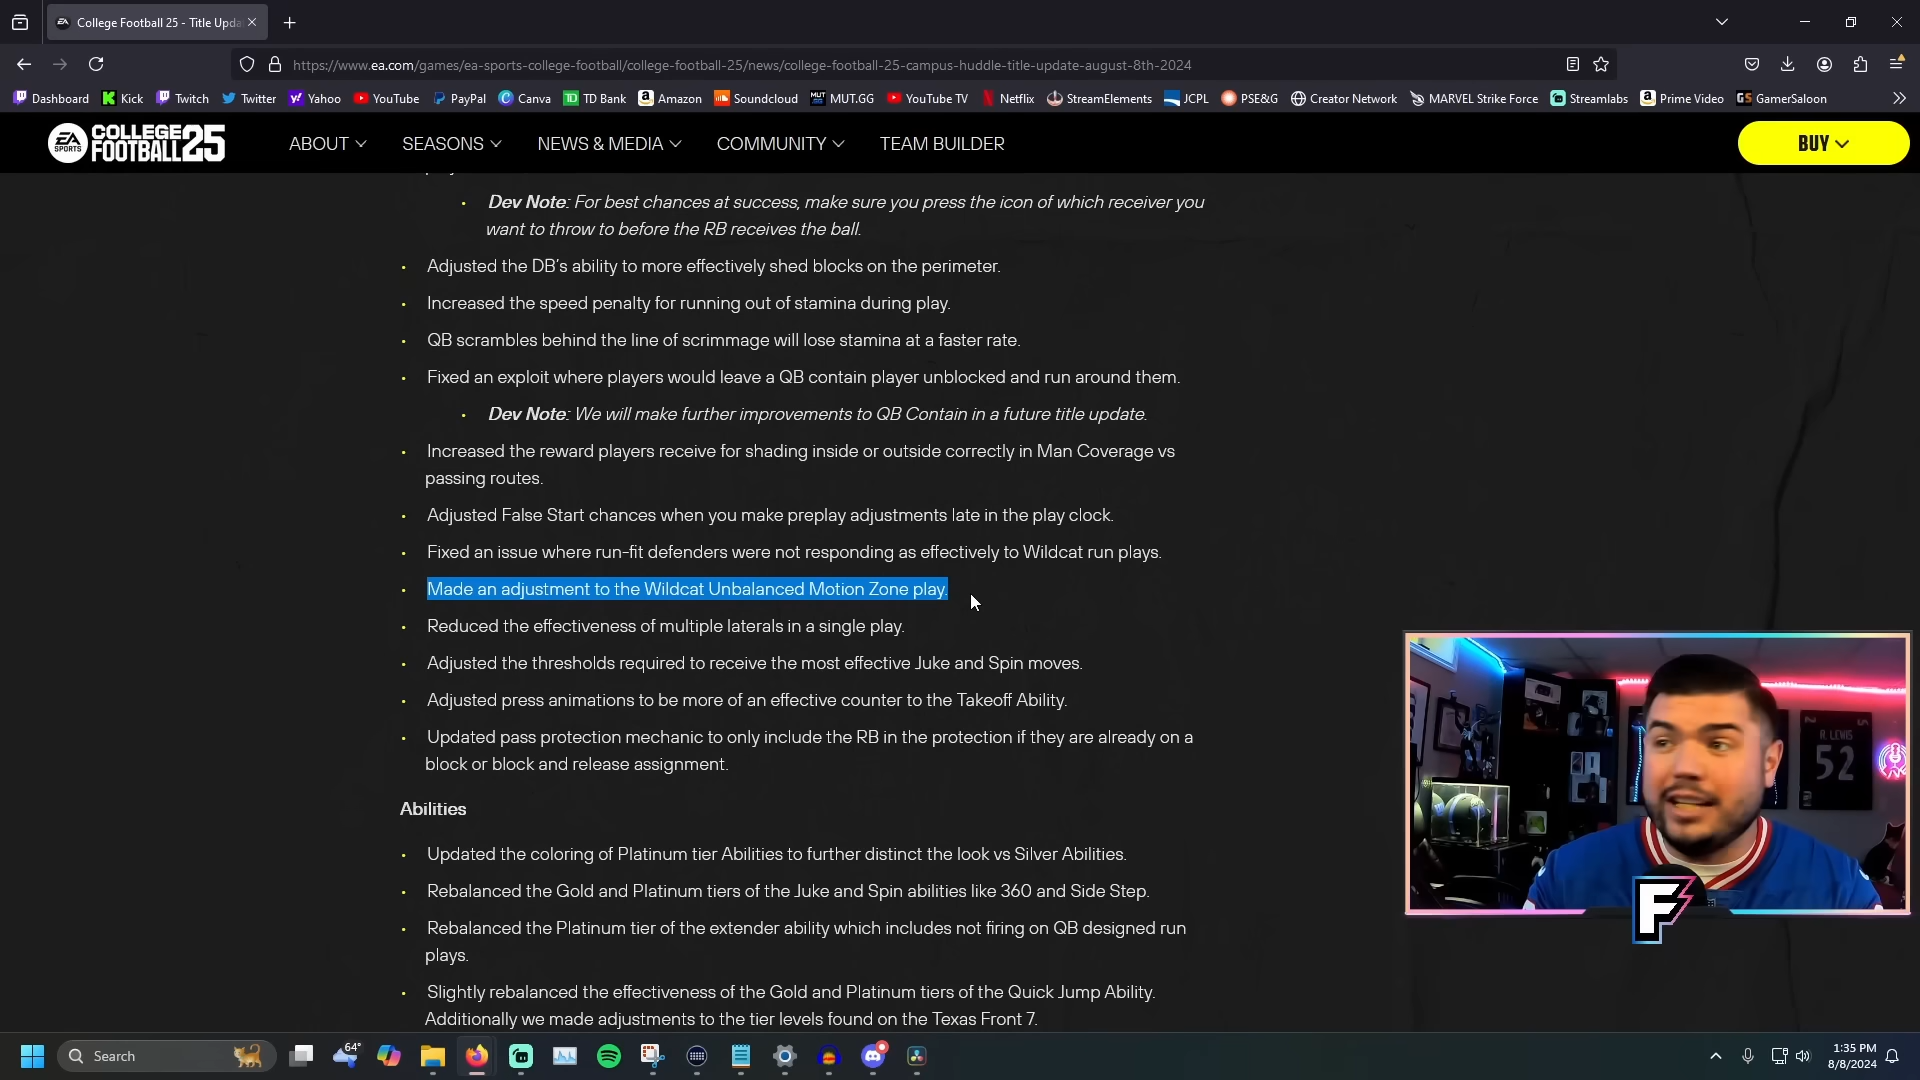 College Football 25 - Title Upda
https://www.ea.com/games/ea-sports-college-football/college-football-25/news/college-football-25-campus-huddle-title-update-august-8th-2024
Dashboard Kick Twitch Twitter Yahoo YouTube PayPal Canva TD Bank Amazon Soundcloud MUT.GG YouTube TV Netflix StreamElements JCPL PSE&G Creator Network MARVEL Strike Force Streamlabs Prime Video GamerSaloon
EA SPORTS COLLEGE FOOTBALL 25 ABOUT SEASONS NEWS & MEDIA COMMUNITY TEAM BUILDER BUY
Dev Note: For best chances at success, make sure you press the icon of which receiver you
want to throw to before the RB receives the ball.
Adjusted the DB's ability to more effectively shed blocks on the perimeter.
Increased the speed penalty for running out of stamina during play.
QB scrambles behind the line of scrimmage will lose stamina at a faster rate.
Fixed an exploit where players would leave a QB contain player unblocked and run around them.
Dev Note: We will make further improvements to QB Contain in a future title update.
Increased the reward players receive for shading inside or outside correctly in Man Coverage vs
passing routes.
Adjusted False Start chances when you make preplay adjustments late in the play clock.
Fixed an issue where run-fit defenders were not responding as effectively to Wildcat run plays.
Made an adjustment to the Wildcat Unbalanced Motion Zone play.
Reduced the effectiveness of multiple laterals in a single play.
Adjusted the thresholds required to receive the most effective Juke and Spin moves.
Adjusted press animations to be more of an effective counter to the Takeoff Ability.
Updated pass protection mechanic to only include the RB in the protection if they are already on a
block or block and release assignment.
Abilities
Updated the coloring of Platinum tier Abilities to further distinct the look vs Silver Abilities.
Rebalanced the Gold and Platinum tiers of the Juke and Spin abilities like 360 and Side Step.
Rebalanced the Platinum tier of the extender ability which includes not firing on QB designed run
plays.
Slightly rebalanced the effectiveness of the Gold and Platinum tiers of the Quick Jump Ability.
Additionally we made adjustments to the tier levels found on the Texas Front 7.
R. LEWIS
52
F
Search
64°
1:35 PM
8/8/2024